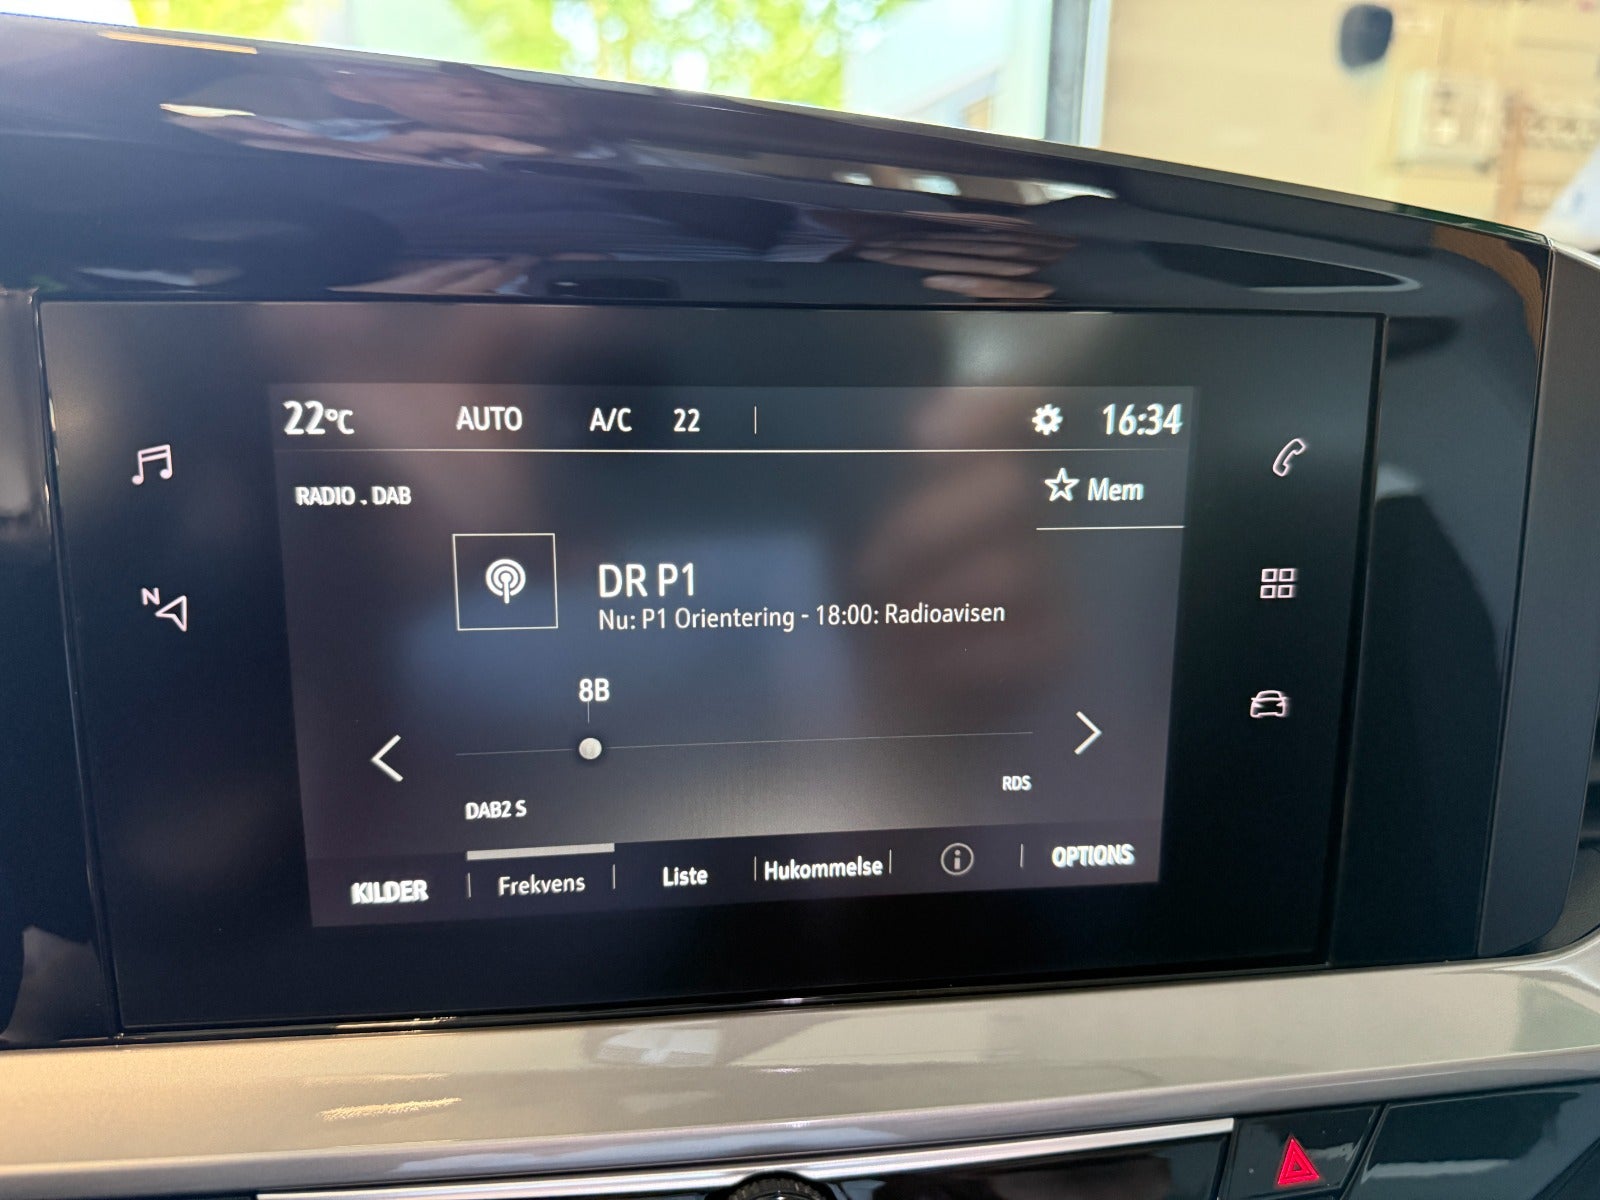 22°C AUTO A/C 22 16:34
RADIO . DAB
Mem
DR P1
Nu: P1 Orientering - 18:00: Radioavisen
N
8B
RDS
DAB2 S
KILDER Frekvens Liste Hukommelse i OPTIONS